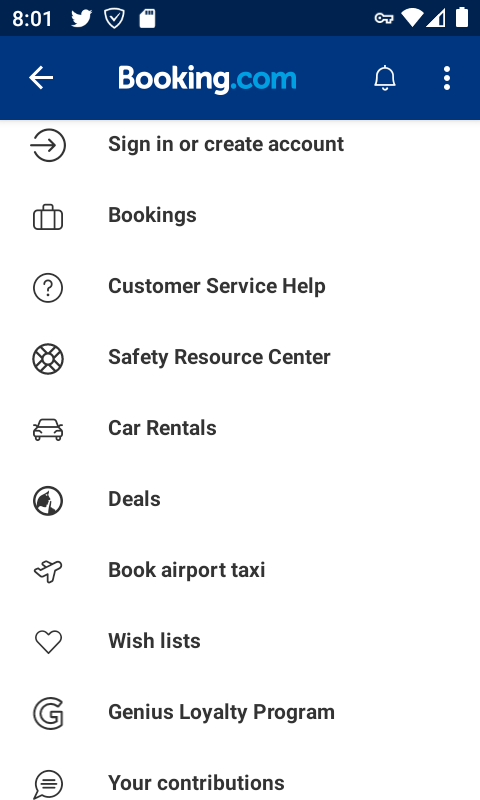 8:01
Booking.com
Sign in or create account
Bookings
Customer Service Help
Safety Resource Center
Car Rentals
Deals
Book airport taxi
Wish lists
Genius Loyalty Program
Your contributions